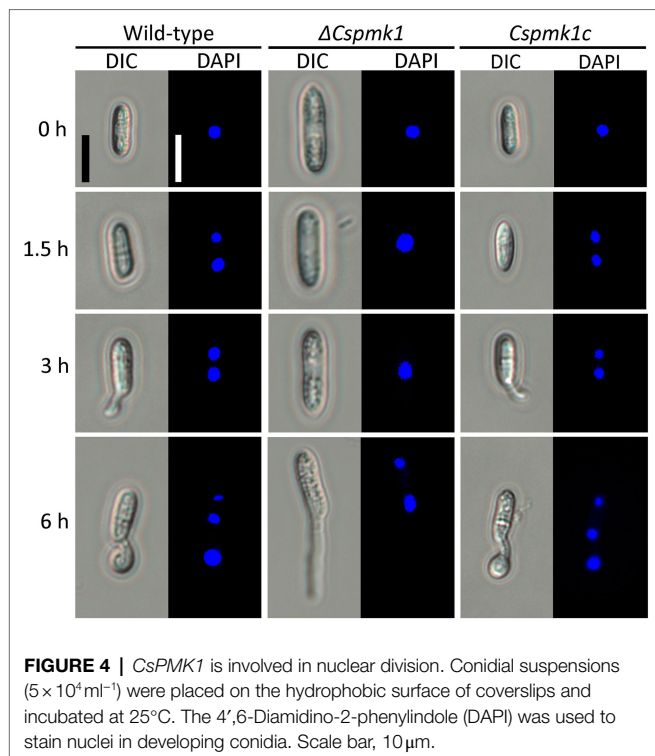 Wild-type ΔCspmk1 Cspmk1c
DIC DAPI DIC DAPI DIC DAPI
0 h
1.5 h
3 h
6 h
FIGURE 4 | CsPMK1 is involved in nuclear division. Conidial suspensions
(5 × 10⁴ ml⁻¹) were placed on the hydrophobic surface of coverslips and
incubated at 25°C. The 4′,6-Diamidino-2-phenylindole (DAPI) was used to
stain nuclei in developing conidia. Scale bar, 10 μm.